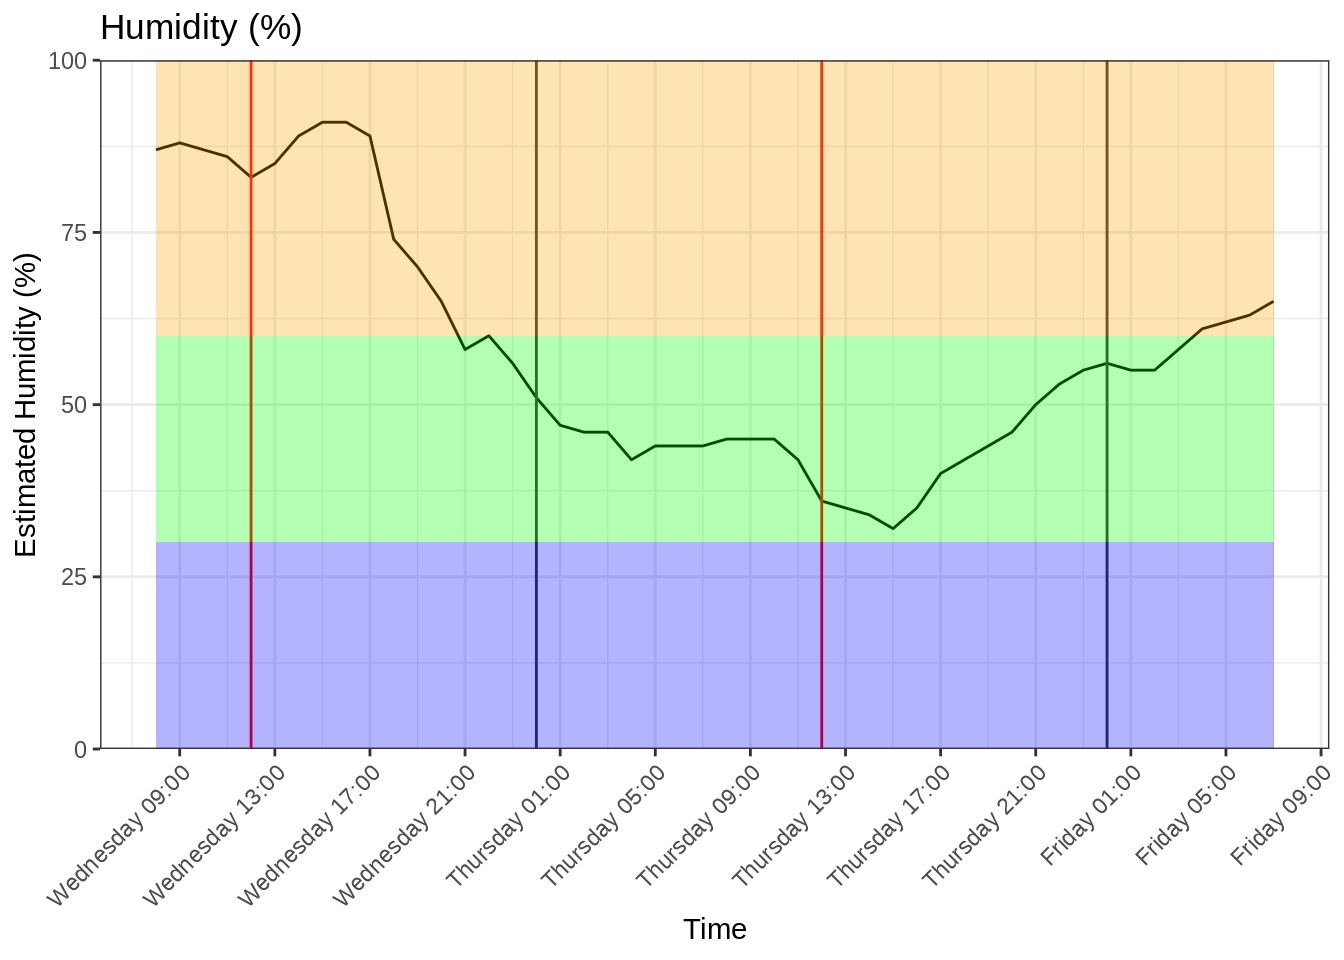 Humidity (%)
Estimated Humidity (%)
100
75
50
25
0
Wednesday 09:00
Wednesday 13:00
Wednesday 17:00
Wednesday 21:00
Thursday 01:00
Thursday 05:00
Thursday 09:00
Thursday 13:00
Thursday 17:00
Thursday 21:00
Friday 01:00
Friday 05:00
Friday 09:00
Time